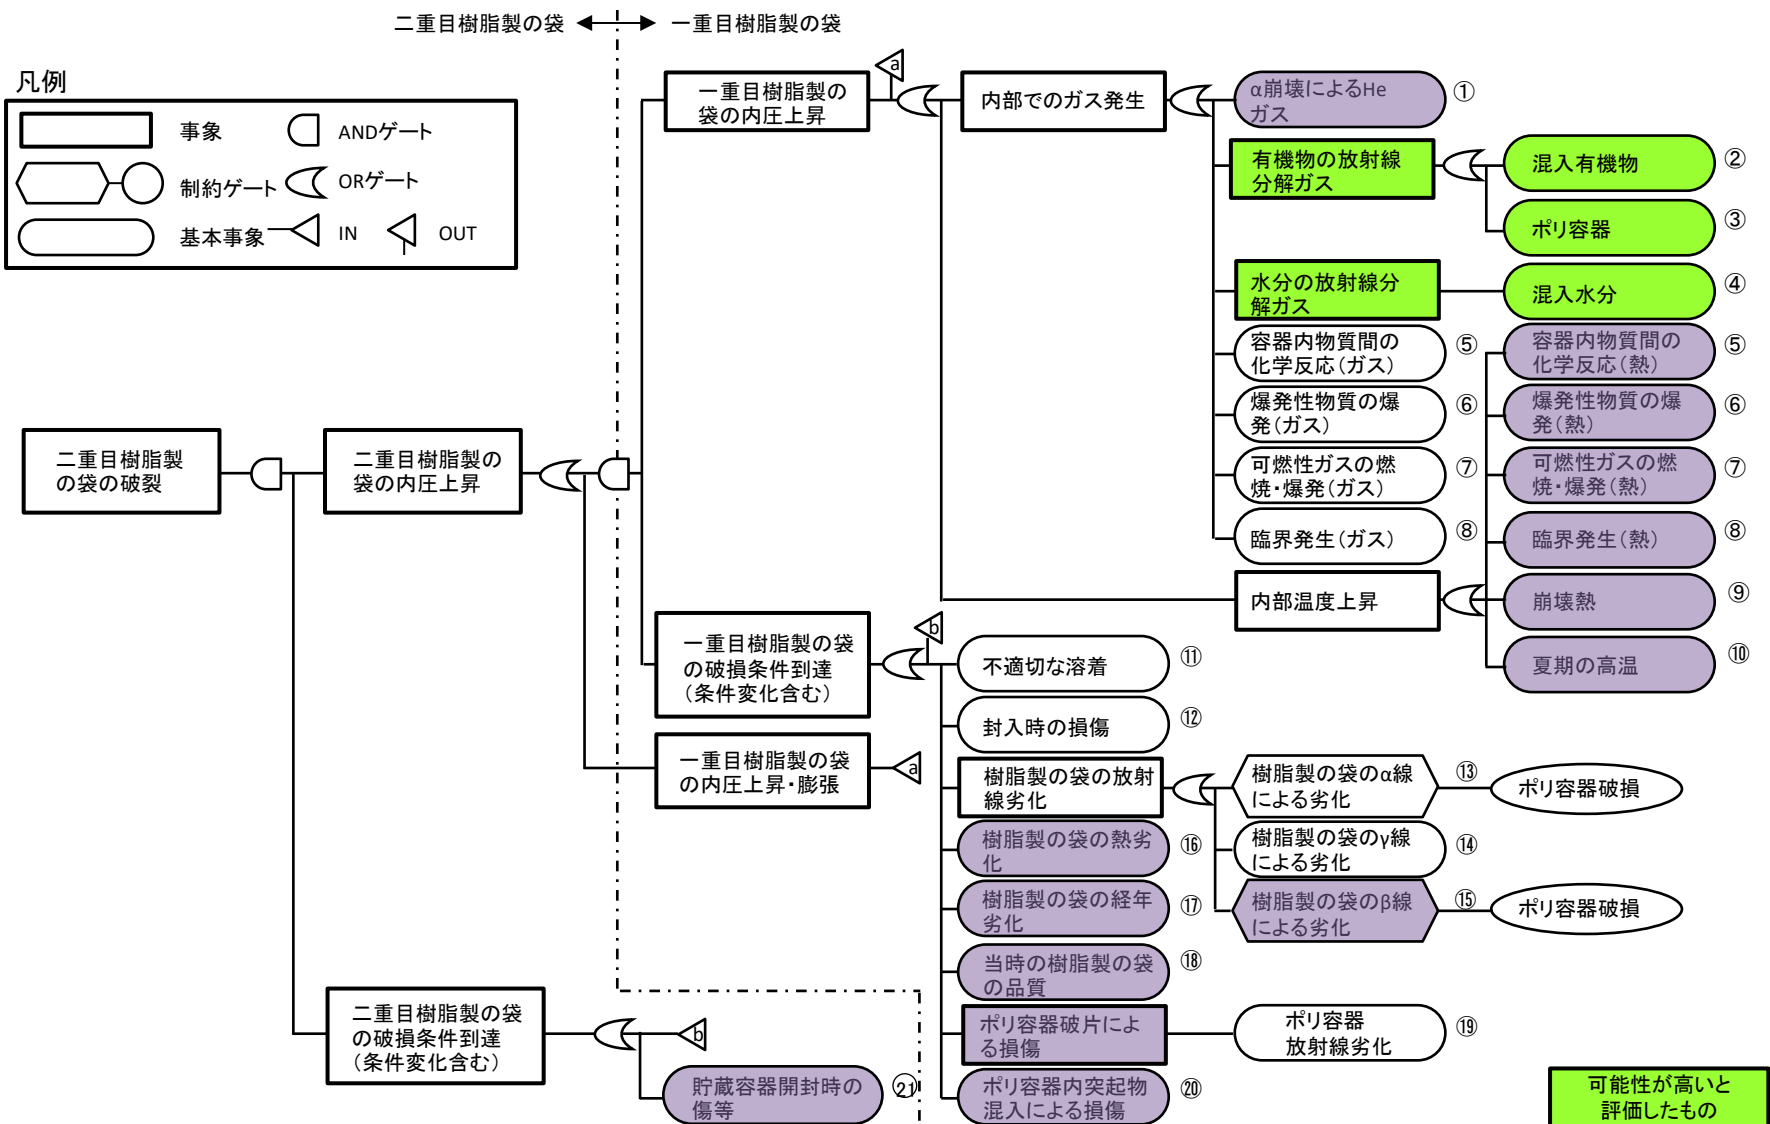 二重目樹脂製の袋
一重目樹脂製の袋
凡例
事象
ANDゲート
制約ゲート
ORゲート
基本事象
IN
OUT
二重目樹脂製
の袋の破裂
二重目樹脂製の
袋の内圧上昇
一重目樹脂製の
袋の内圧上昇
a
内部でのガス発生
α崩壊によるHe
ガス
①
有機物の放射線
分解ガス
混入有機物
②
ポリ容器
③
水分の放射線分
解ガス
混入水分
④
容器内物質間の
化学反応(ガス)
⑤
容器内物質間の
化学反応(熱)
⑤
爆発性物質の爆
発(ガス)
⑥
爆発性物質の爆
発(熱)
⑥
可燃性ガスの燃
焼・爆発(ガス)
⑦
可燃性ガスの燃
焼・爆発(熱)
⑦
臨界発生(ガス)
⑧
臨界発生(熱)
⑧
内部温度上昇
崩壊熱
⑨
夏期の高温
⑩
一重目樹脂製の袋
の破損条件到達
(条件変化含む)
b
不適切な溶着
⑪
封入時の損傷
⑫
一重目樹脂製の袋
の内圧上昇・膨張
a
樹脂製の袋の放射
線劣化
樹脂製の袋のα線
による劣化
⑬
ポリ容器破損
樹脂製の袋のγ線
による劣化
⑭
樹脂製の袋のβ線
による劣化
⑮
ポリ容器破損
樹脂製の袋の熱劣
化
⑯
樹脂製の袋の経年
劣化
⑰
当時の樹脂製の袋
の品質
⑱
ポリ容器破片によ
る損傷
ポリ容器
放射線劣化
⑲
ポリ容器内突起物
混入による損傷
⑳
二重目樹脂製の袋
の破損条件到達
(条件変化含む)
b
貯蔵容器開封時の
傷等
㉑
可能性が高いと
評価したもの